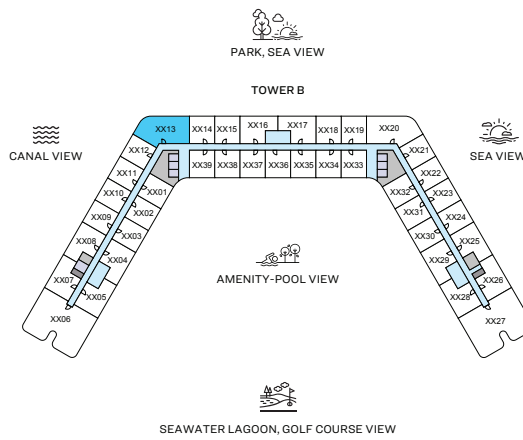 PARK, SEA VIEW
TOWER B
XX13
XX14
XX15
XX16
XX17
XX18
XX19
XX20
CANAL VIEW
SEA VIEW
XX12
XX11
XX10
XX09
XX08
XX07
XX06
XX01
XX02
XX03
XX04
XX05
XX39
XX38
XX37
XX36
XX35
XX34
XX33
XX21
XX22
XX23
XX24
XX25
XX26
XX27
XX32
XX31
XX30
XX29
XX28
AMENITY-POOL VIEW
SEAWATER LAGOON, GOLF COURSE VIEW